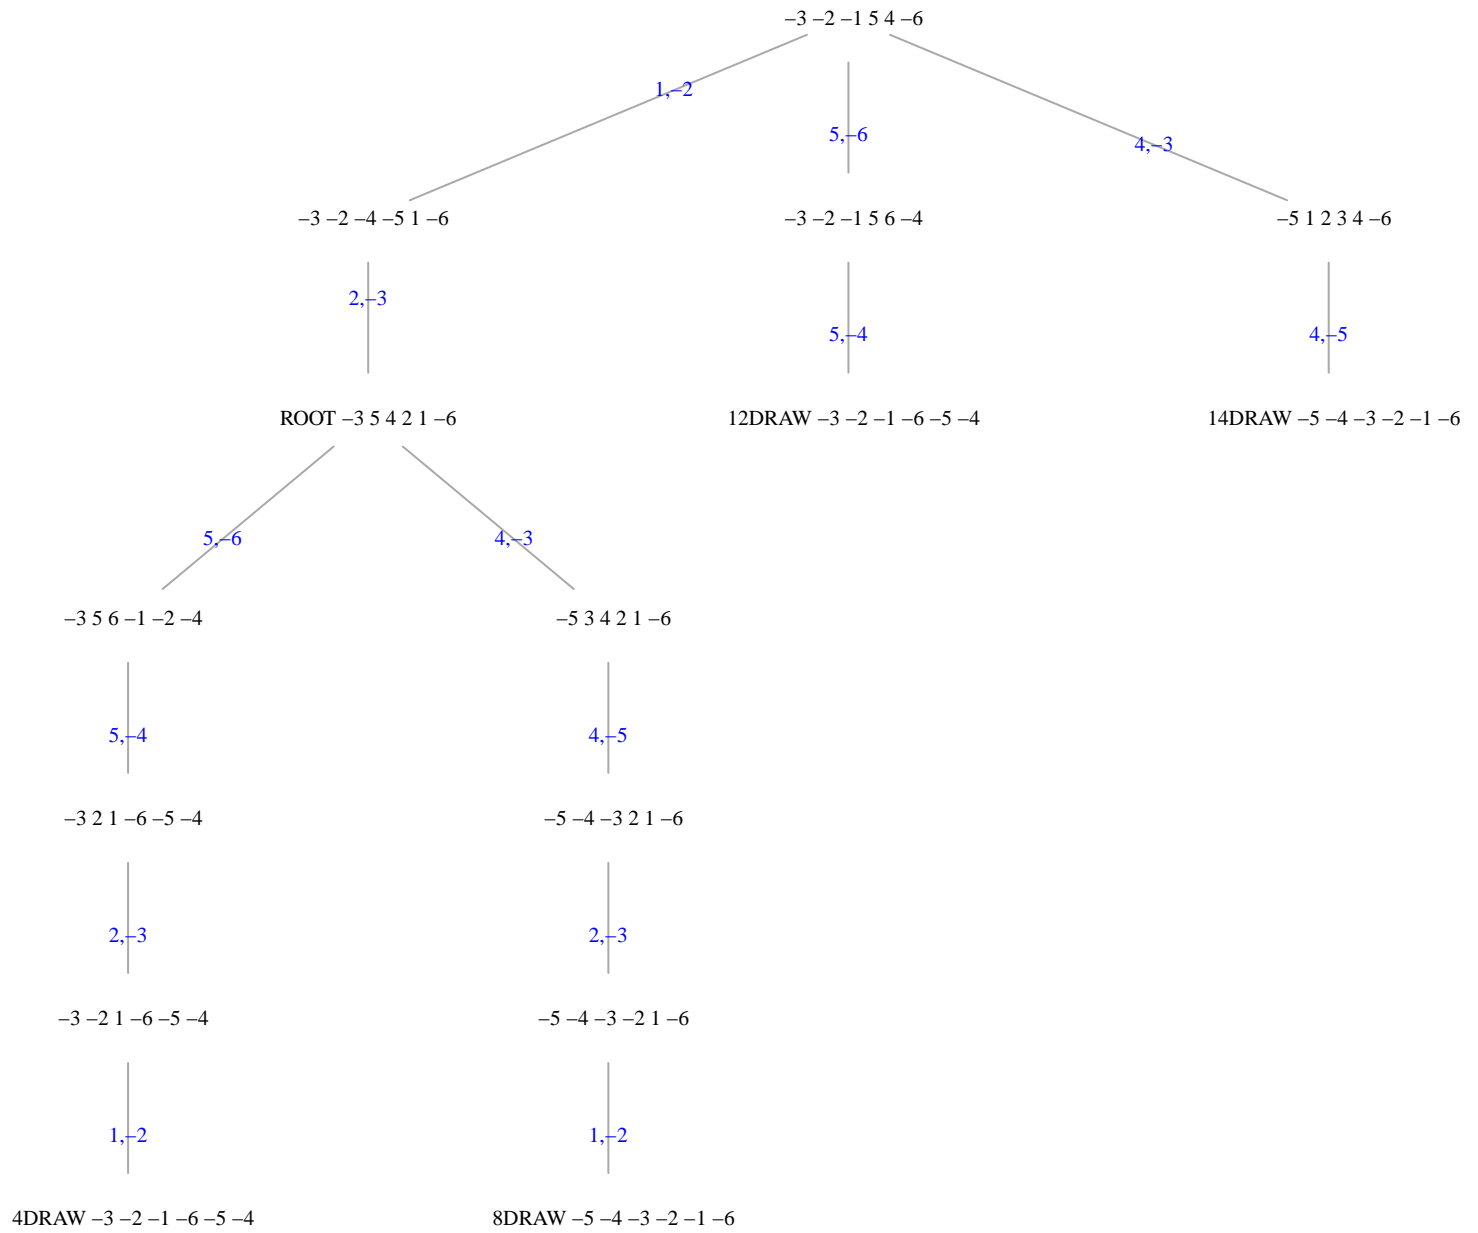 –3 –2 –1 5 4 –6
1,–2
5,–6
4,–3
–3 –2 –4 –5 1 –6
–3 –2 –1 5 6 –4
–5 1 2 3 4 –6
2,–3
5,–4
4,–5
ROOT –3 5 4 2 1 –6
12DRAW –3 –2 –1 –6 –5 –4
14DRAW –5 –4 –3 –2 –1 –6
5,–6
4,–3
–3 5 6 –1 –2 –4
–5 3 4 2 1 –6
5,–4
4,–5
–3 2 1 –6 –5 –4
–5 –4 –3 2 1 –6
2,–3
2,–3
–3 –2 1 –6 –5 –4
–5 –4 –3 –2 1 –6
1,–2
1,–2
4DRAW –3 –2 –1 –6 –5 –4
8DRAW –5 –4 –3 –2 –1 –6